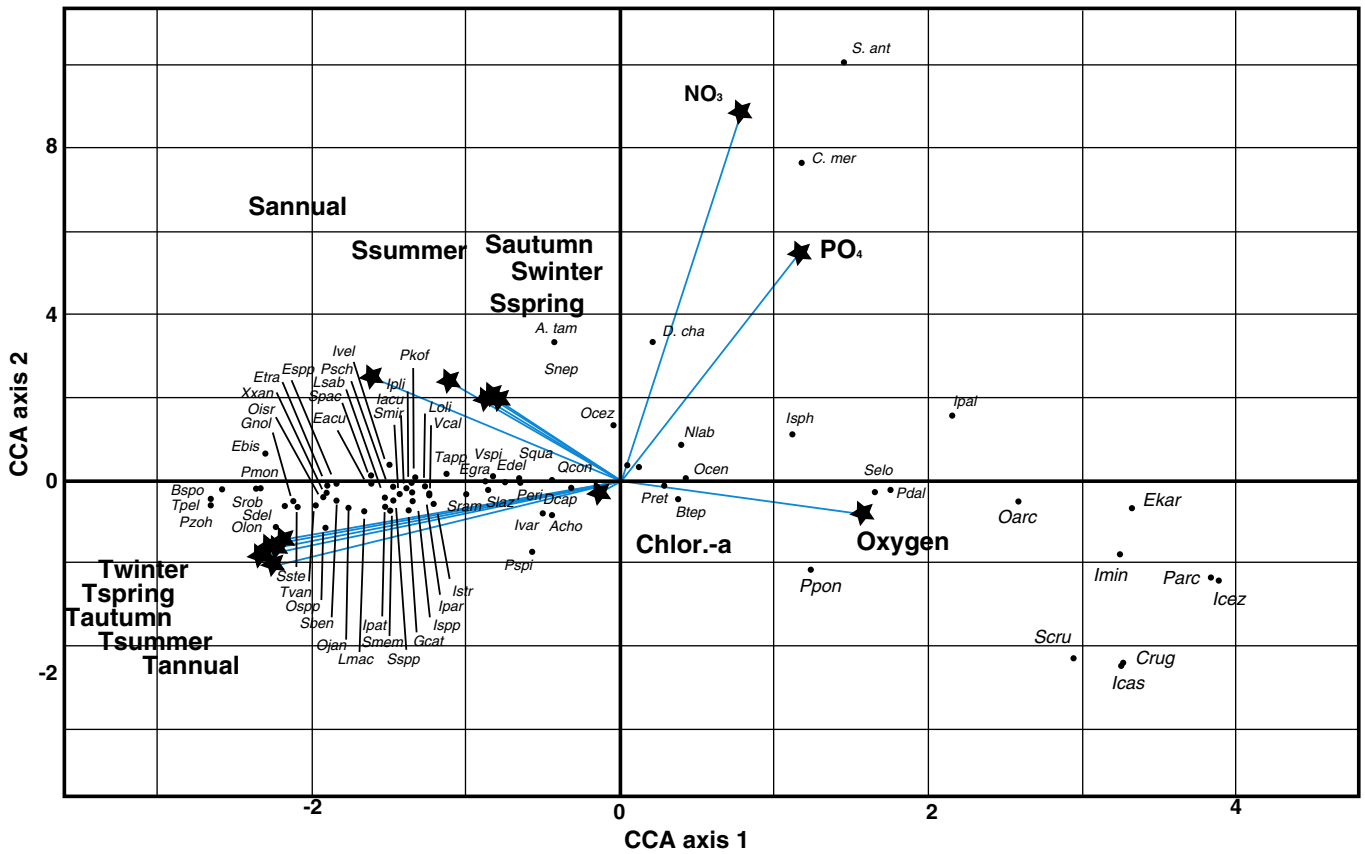 S. ant
NO₃
8
C. mer
Sannual
Ssummer
Sautumn
PO₄
Swinter
Sspring
4
A. tam
D. cha
Ivel
Pkof
Snep
Espp
Psch
Etra
Lsab
Ipli
Xxan
Spac
Iacu
Ipal
Oisr
Smir
Loli
Ocez
Isph
Gnol
Eacu
Vcal
Nlab
Ebis
Tapp
Vspi
Squa
Pmon
Egra
Edel
Qcon
Ocen
Selo
CCA axis 2
0
Bspo
Tpel
Srob
Sram
Slaz
Peri
Dcap
Pret
Pdal
Ekar
Pzoh
Sdel
Btep
Oarc
Olon
Ivar
Acho
Chlor.-a
Oxygen
Pspi
Twinter
Sste
Imin
Parc
Tspring
Tvan
Istr
Ppon
Icez
Tautumn
Ospp
Ipar
Sben
Ipat
Ispp
Tsummer
Ojan
Smem
Gcat
Scru
Tannual
Lmac
Sspp
Crug
-2
Icas
-2
0
2
4
CCA axis 1